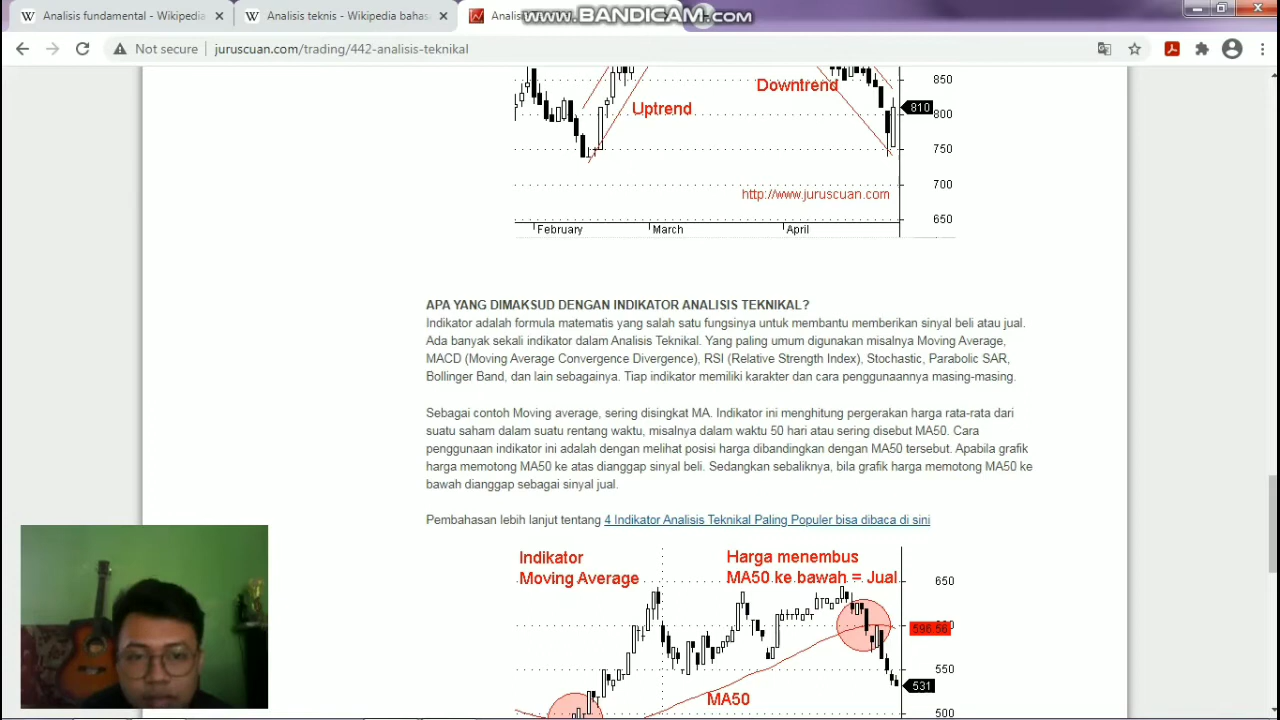 Analisis fundamental - Wikipedia
Analisis teknis - Wikipedia bahas
Analis
www.BANDICAM.com
Not secure
juruscuan.com/trading/442-analisis-teknikal
850
Downtrend
810
Uptrend
800
750
700
http://www.juruscuan.com
650
February
March
April
APA YANG DIMAKSUD DENGAN INDIKATOR ANALISIS TEKNIKAL?
Indikator adalah formula matematis yang salah satu fungsinya untuk membantu memberikan sinyal beli atau jual.
Ada banyak sekali indikator dalam Analisis Teknikal. Yang paling umum digunakan misalnya Moving Average,
MACD (Moving Average Convergence Divergence), RSI (Relative Strength Index), Stochastic, Parabolic SAR,
Bollinger Band, dan lain sebagainya. Tiap indikator memiliki karakter dan cara penggunaannya masing-masing.
Sebagai contoh Moving average, sering disingkat MA. Indikator ini menghitung pergerakan harga rata-rata dari
suatu saham dalam suatu rentang waktu, misalnya dalam waktu 50 hari atau sering disebut MA50. Cara
penggunaan indikator ini adalah dengan melihat posisi harga dibandingkan dengan MA50 tersebut. Apabila grafik
harga memotong MA50 ke atas dianggap sinyal beli. Sedangkan sebaliknya, bila grafik harga memotong MA50 ke
bawah dianggap sebagai sinyal jual.
Pembahasan lebih lanjut tentang 4 Indikator Analisis Teknikal Paling Populer bisa dibaca di sini
Indikator
Moving Average
Harga menembus
MA50 ke bawah = Jual
650
598.56
550
531
MA50
500